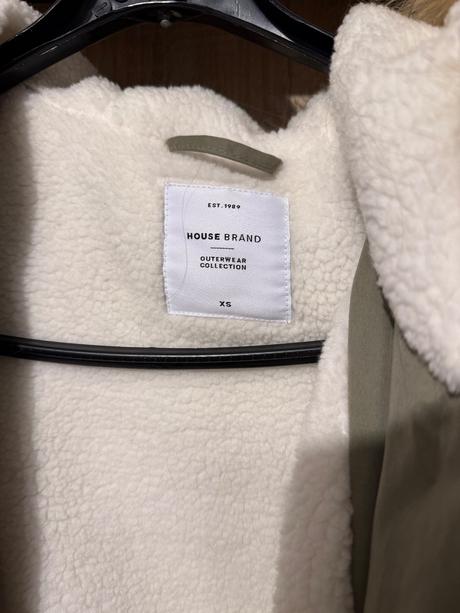 EST. 1989
HOUSE BRAND
OUTERWEAR
COLLECTION
XS